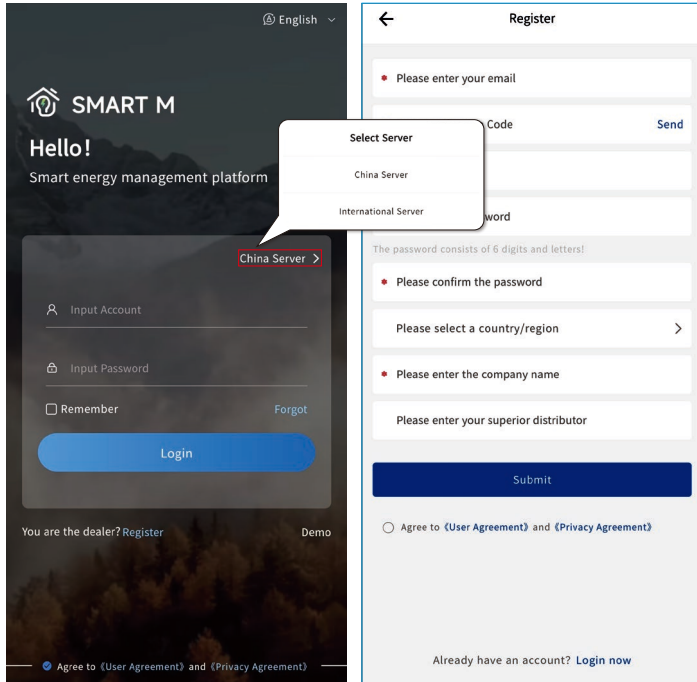 English
SMART M
Hello!
Smart energy management platform
China Server
Input Account
Input Password
Remember
Forgot
Login
You are the dealer? Register
Demo
Agree to 《User Agreement》 and 《Privacy Agreement》
Select Server
China Server
International Server
Register
* Please enter your email
Code
Send
word
The password consists of 6 digits and letters!
* Please confirm the password
Please select a country/region
* Please enter the company name
Please enter your superior distributor
Submit
Agree to 《User Agreement》 and 《Privacy Agreement》
Already have an account? Login now